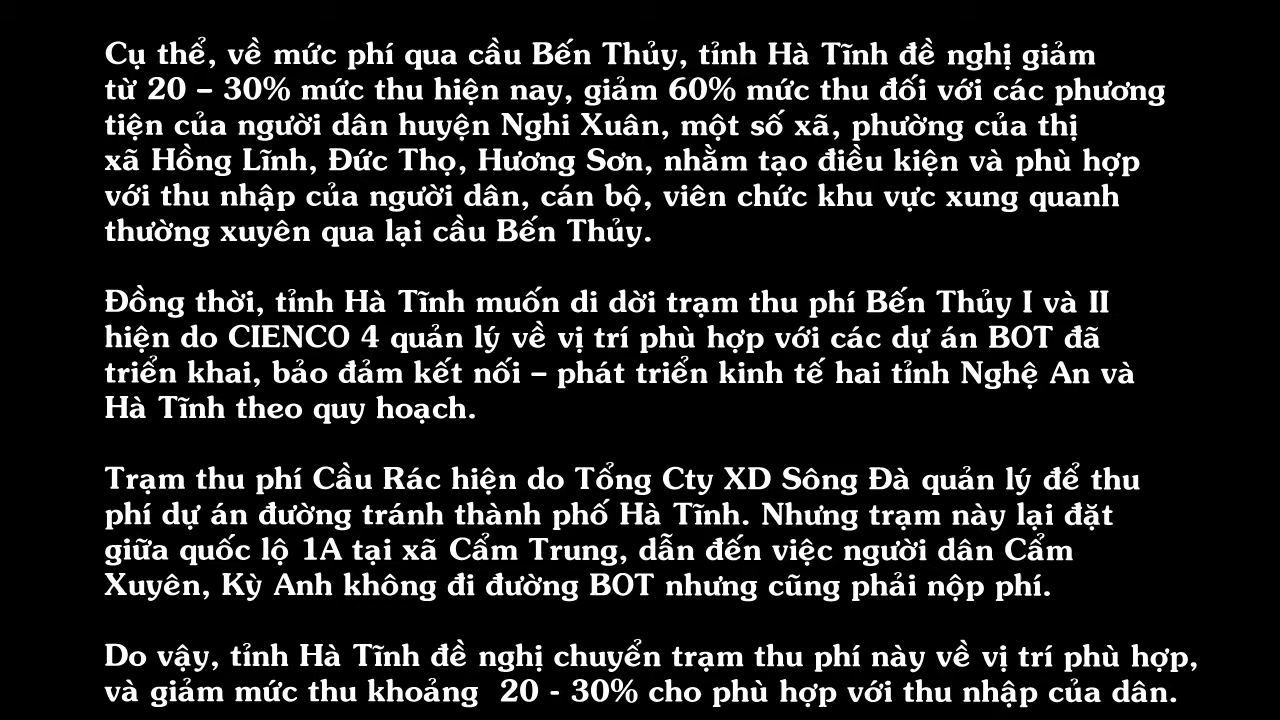 Cụ thể, về mức phí qua cầu Bến Thủy, tỉnh Hà Tĩnh đề nghị giảm
từ 20 – 30% mức thu hiện nay, giảm 60% mức thu đối với các phương
tiện của người dân huyện Nghi Xuân, một số xã, phường của thị
xã Hồng Lĩnh, Đức Thọ, Hương Sơn, nhằm tạo điều kiện và phù hợp
với thu nhập của người dân, cán bộ, viên chức khu vực xung quanh
thường xuyên qua lại cầu Bến Thủy.
Đồng thời, tỉnh Hà Tĩnh muốn di dời trạm thu phí Bến Thủy I và II
hiện do CIENCO 4 quản lý về vị trí phù hợp với các dự án BOT đã
triển khai, bảo đảm kết nối – phát triển kinh tế hai tỉnh Nghệ An và
Hà Tĩnh theo quy hoạch.
Trạm thu phí Cầu Rác hiện do Tổng Cty XD Sông Đà quản lý để thu
phí dự án đường tránh thành phố Hà Tĩnh. Nhưng trạm này lại đặt
giữa quốc lộ 1A tại xã Cẩm Trung, dẫn đến việc người dân Cẩm
Xuyên, Kỳ Anh không đi đường BOT nhưng cũng phải nộp phí.
Do vậy, tỉnh Hà Tĩnh đề nghị chuyển trạm thu phí này về vị trí phù hợp,
và giảm mức thu khoảng  20 - 30% cho phù hợp với thu nhập của dân.